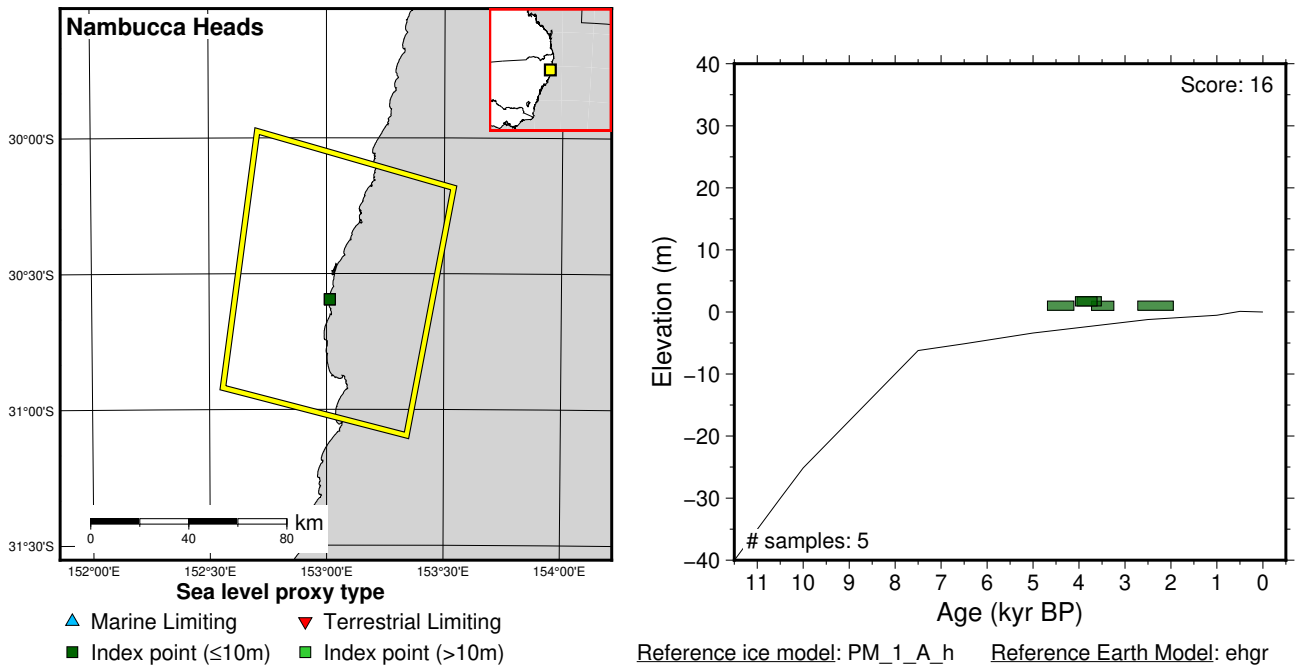 Nambucca Heads
30°00'S
30°30'S
31°00'S
31°30'S
km
0 40 80
152°00'E 152°30'E 153°00'E 153°30'E 154°00'E
Sea level proxy type
Marine Limiting Terrestrial Limiting
Index point (≤10m) Index point (>10m)
Score: 16
Elevation (m)
40
30
20
10
0
−10
−20
−30
−40
# samples: 5
11 10 9 8 7 6 5 4 3 2 1 0
Age (kyr BP)
Reference ice model: PM_1_A_h Reference Earth Model: ehgr